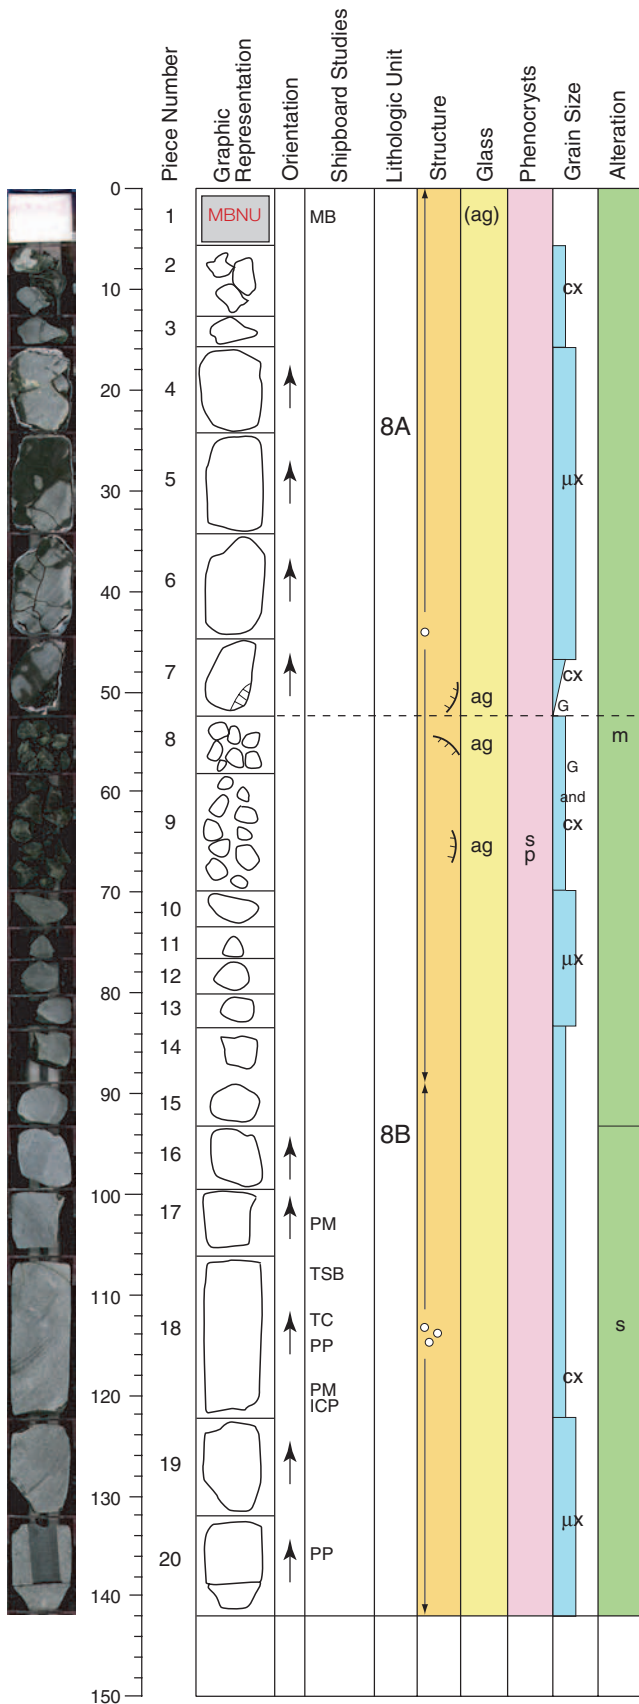 Piece Number
Graphic
Representation
Orientation
Shipboard Studies
Lithologic Unit
Structure
Glass
Phenocrysts
Grain Size
Alteration
0
1
MBNU
MB
(ag)
2
10
cx
3
4
20
8A
5
30
µx
6
40
7
50
ag
cx
G
8
ag
m
60
G
and
cx
9
ag
s
p
70
10
11
µx
12
80
13
14
90
15
8B
16
100
17
PM
TSB
110
18
TC
PP
s
PM
ICP
cx
120
19
130
µx
20
PP
140
150